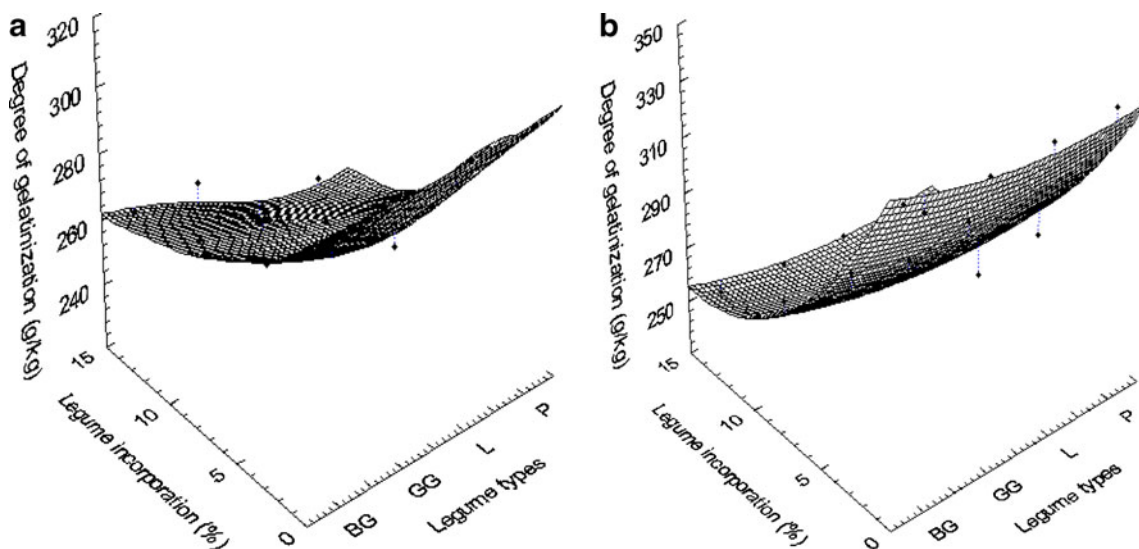 a
320
300
280
260
240
Degree of gelatinization (g/kg)
15
10
5
0
Legume incorporation (%)
BG
GG
L
P
Legume types
b
350
330
310
290
270
250
Degree of gelatinization (g/kg)
15
10
5
0
Legume incorporation (%)
BG
GG
L
P
Legume types